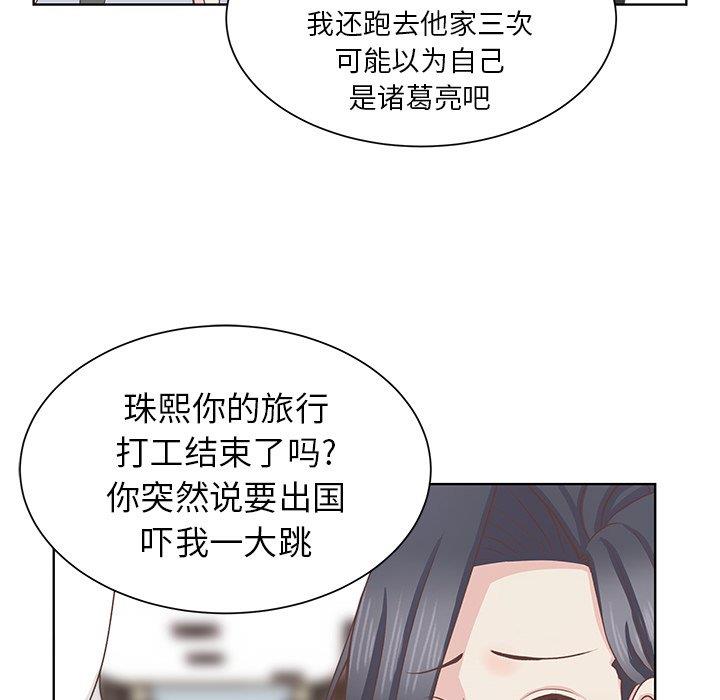 我还跑去他家三次
可能以为自己
是诸葛亮吧
珠熙你的旅行
打工结束了吗?
你突然说要出国
吓我一大跳